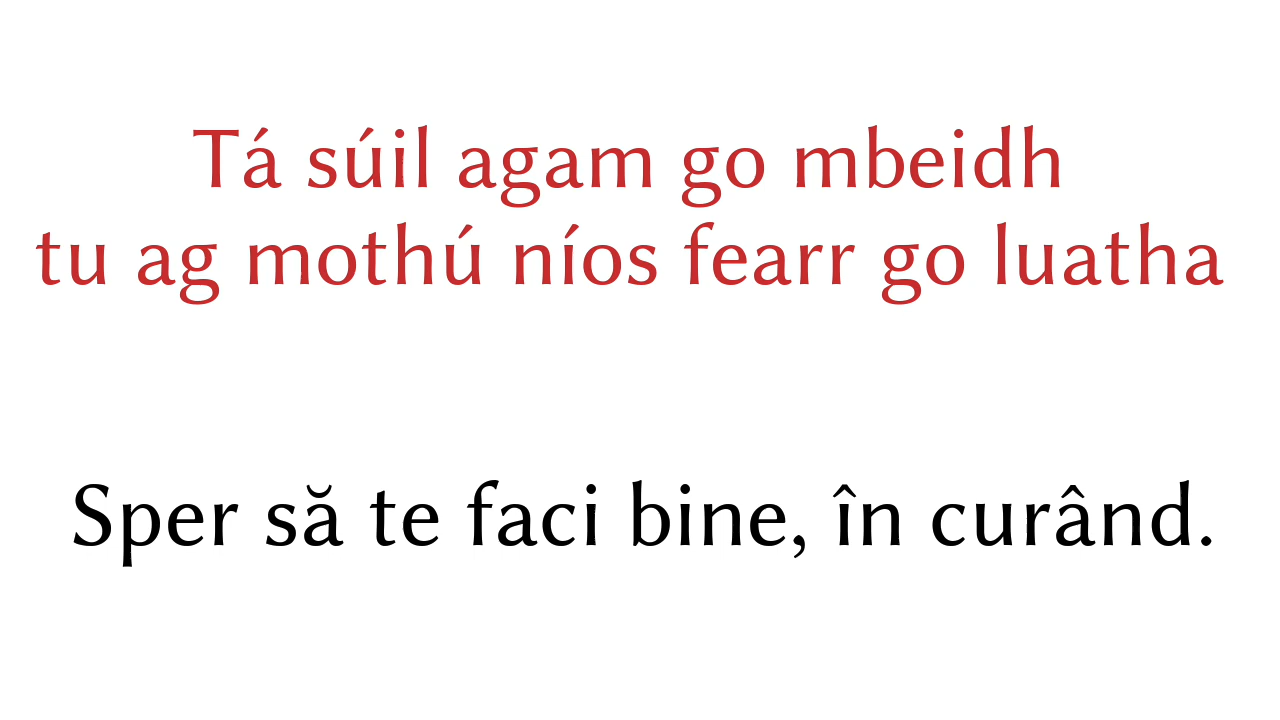 Tá súil agam go mbeidh
tu ag mothú níos fearr go luatha
Sper să te faci bine, în curând.